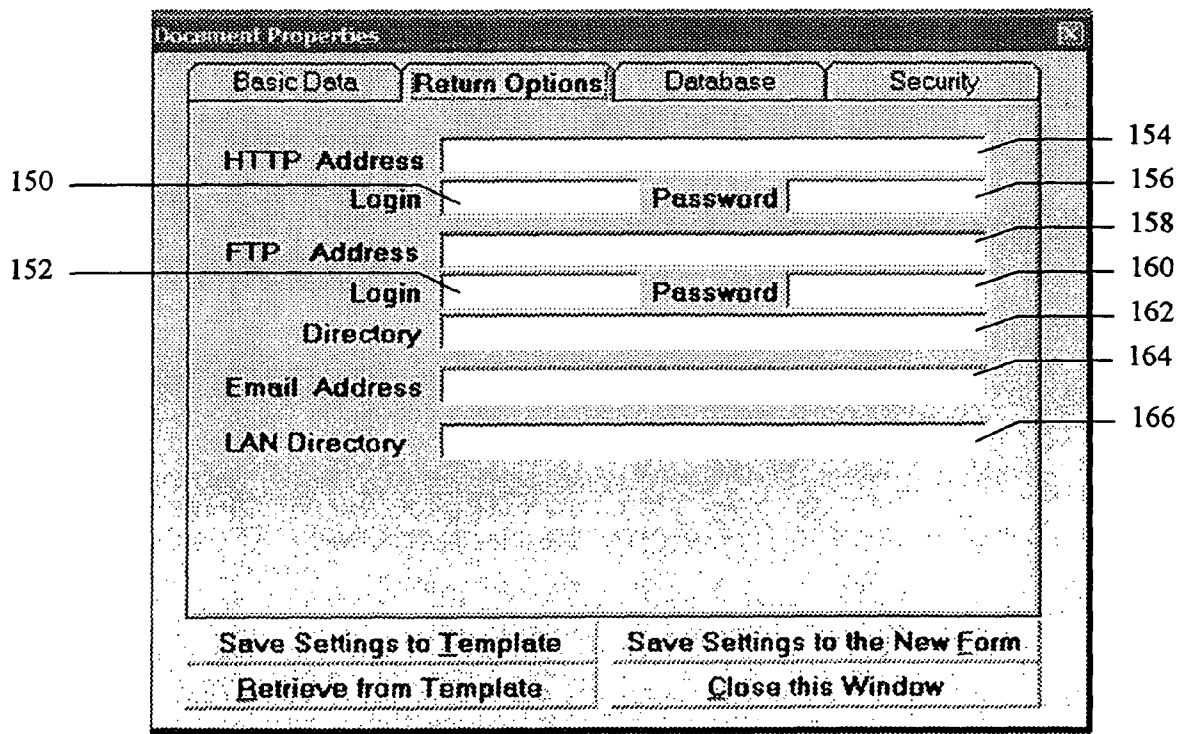 Document Properties
Basic Data Return Options Database Security
HTTP Address 154
150 Login Password 156
FTP Address 158
152 Login Password 160
Directory 162
Email Address 164
LAN Directory 166
Save Settings to Template Save Settings to the New Form
Retrieve from Template Close this Window